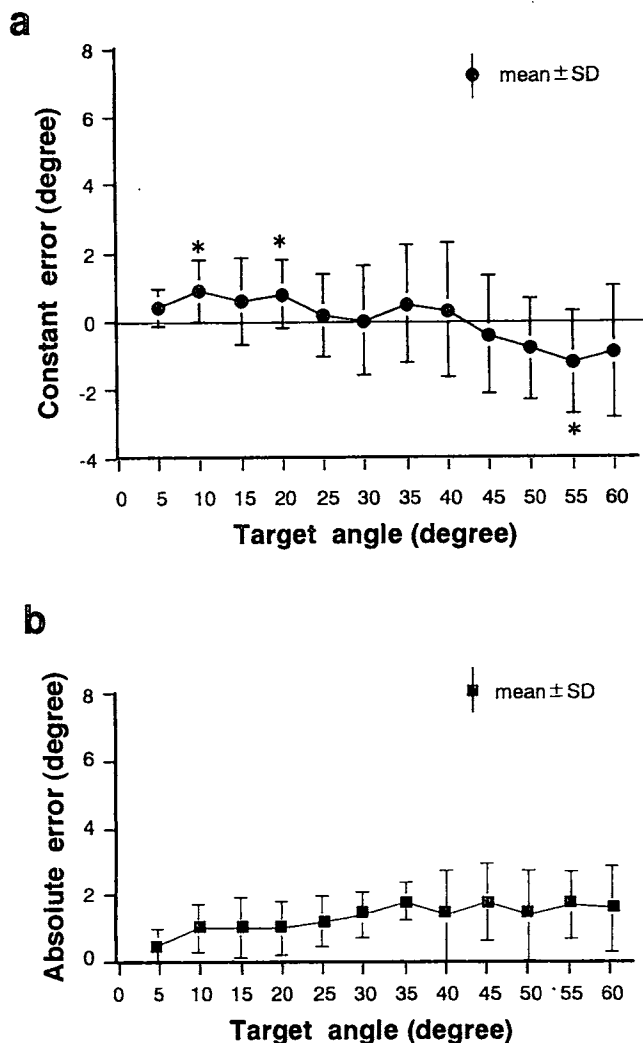 a
8
6
4
2
0
-2
-4
Constant error (degree)
mean ± SD
*
*
*
0 5 10 15 20 25 30 35 40 45 50 55 60
Target angle (degree)
b
8
6
4
2
0
Absolute error (degree)
mean ± SD
0 5 10 15 20 25 30 35 40 45 50 55 60
Target angle (degree)